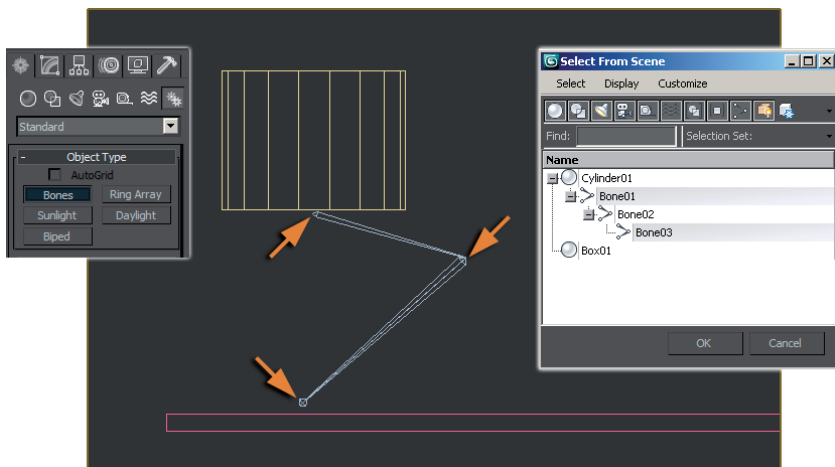 Standard
- Object Type
AutoGrid
Bones Ring Array
Sunlight Daylight
Biped
Select From Scene
Select Display Customize
Find: Selection Set:
Name
Cylinder01
Bone01
Bone02
Bone03
Box01
OK Cancel